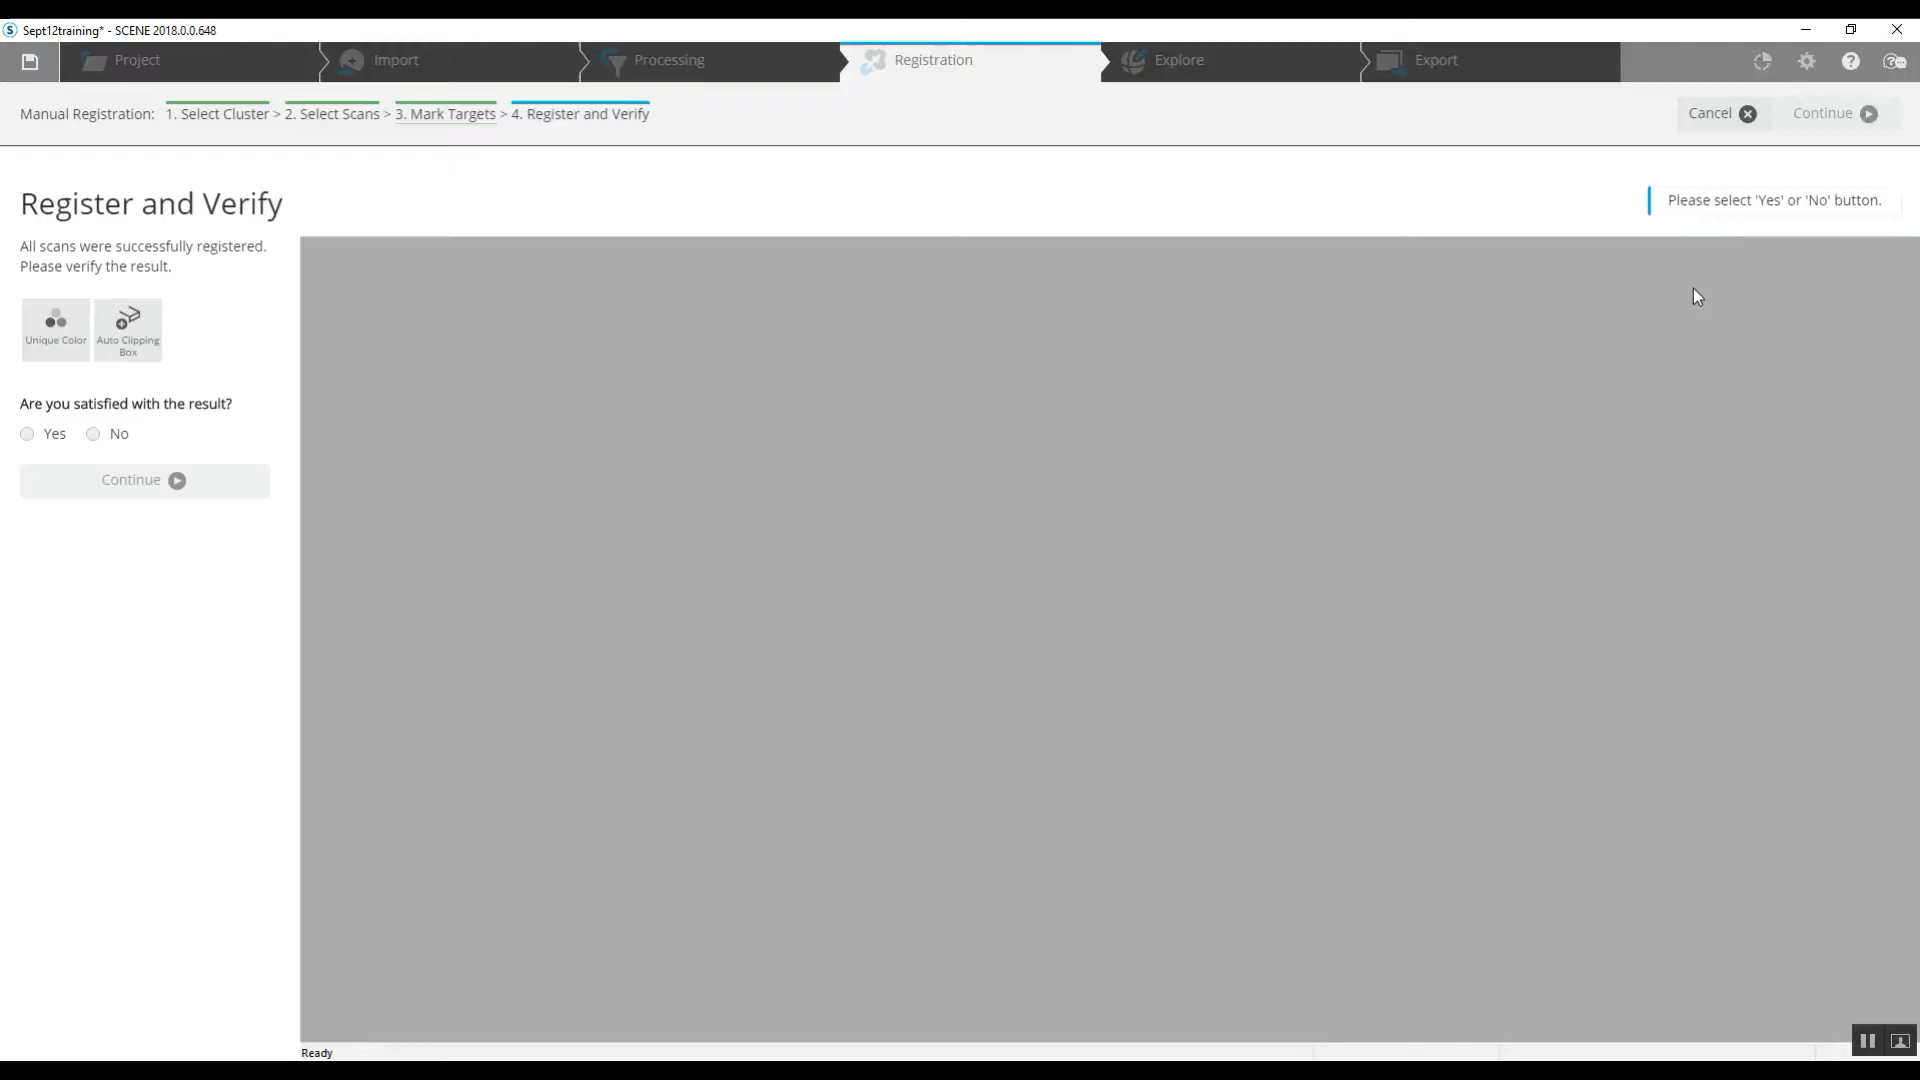 Sept12training* - SCENE 2018.0.0.648
Project
Import
Processing
Registration
Explore
Export
Manual Registration: 1. Select Cluster > 2. Select Scans > 3. Mark Targets > 4. Register and Verify
Cancel
Continue
Register and Verify
Please select 'Yes' or 'No' button.
All scans were successfully registered.
Please verify the result.
Unique Color
Auto Clipping
Box
Are you satisfied with the result?
Yes No
Continue
Ready